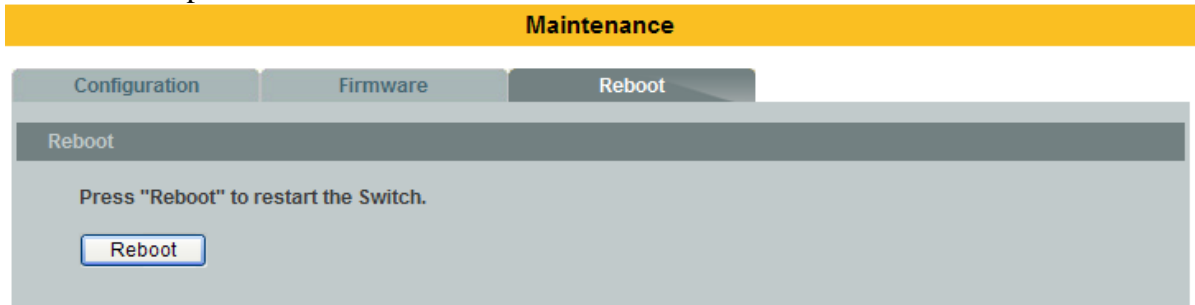 Maintenance
Configuration Firmware Reboot
Reboot
Press "Reboot" to restart the Switch.
Reboot